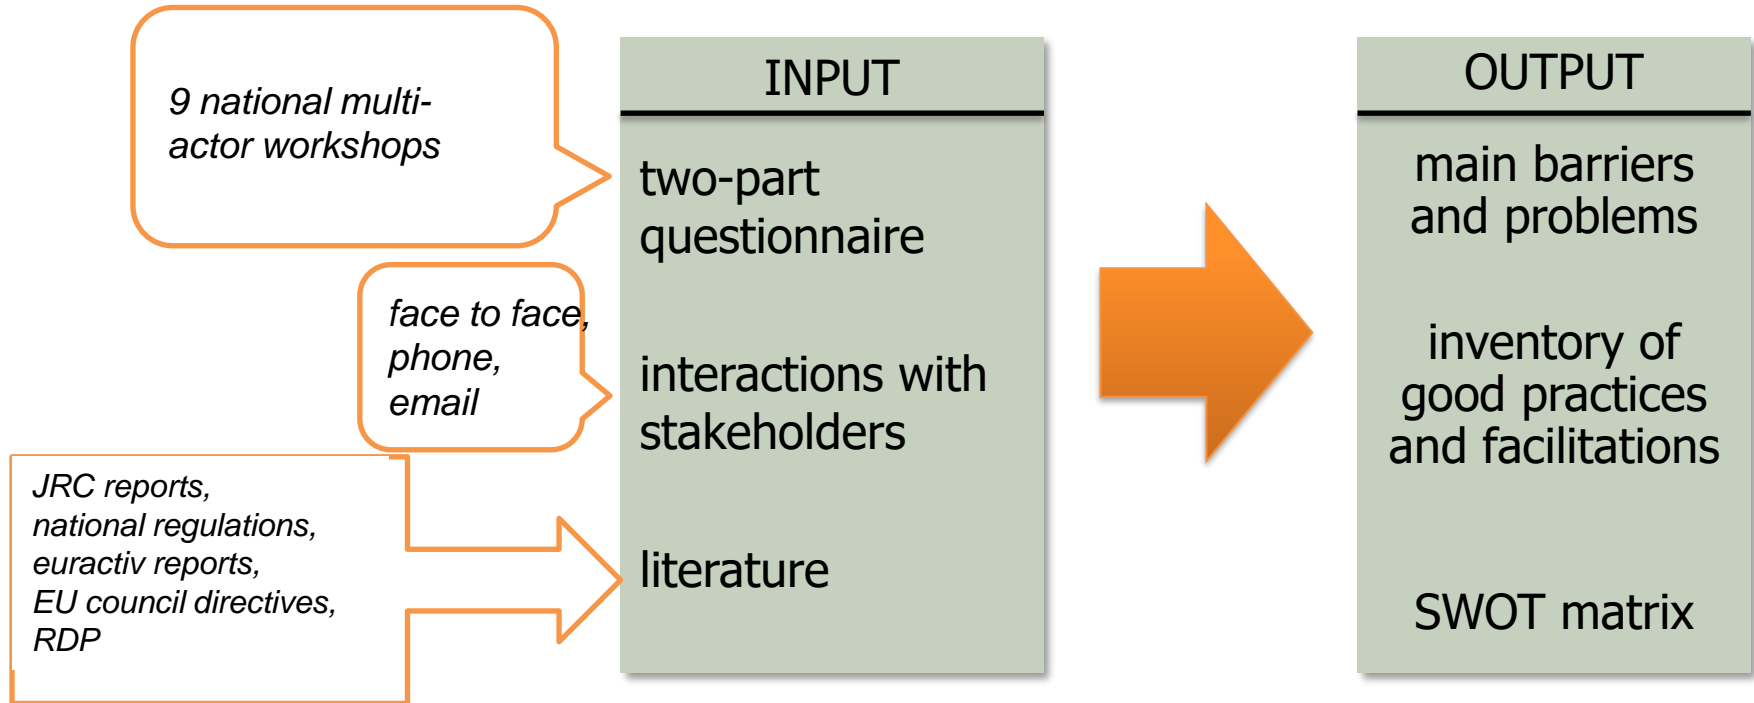 9 national multi-
actor workshops
face to face,
phone,
email
JRC reports,
national regulations,
euractiv reports,
EU council directives,
RDP
INPUT
two-part
questionnaire
interactions with
stakeholders
literature
OUTPUT
main barriers
and problems
inventory of
good practices
and facilitations
SWOT matrix